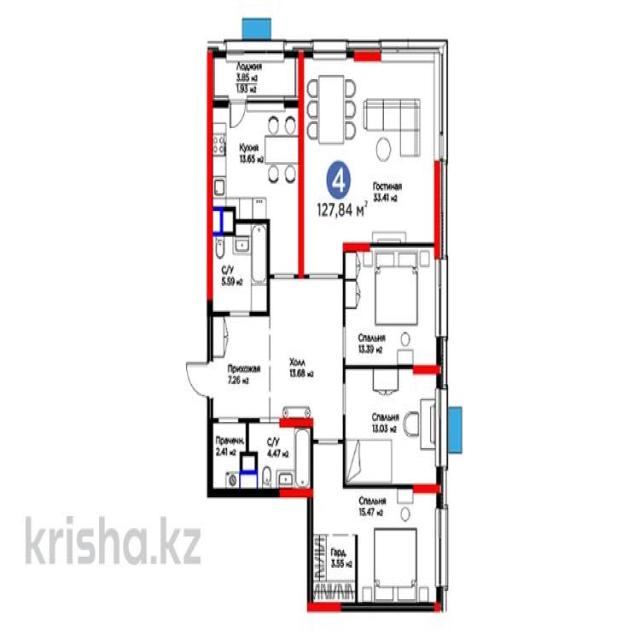 Лоджия
3.85 м2
1.93 м2
Кухня
13.65 м2
4
127,84 м2
Гостиная
33.41 м2
С/У
5.59 м2
Спальня
13.39 м2
Прихожая
7.26 м2
Холл
13.68 м2
Спальня
13.03 м2
Прачечн.
2.41 м2
С/У
4.47 м2
Спальня
15.47 м2
Гард.
3.55 м2
krisha.kz